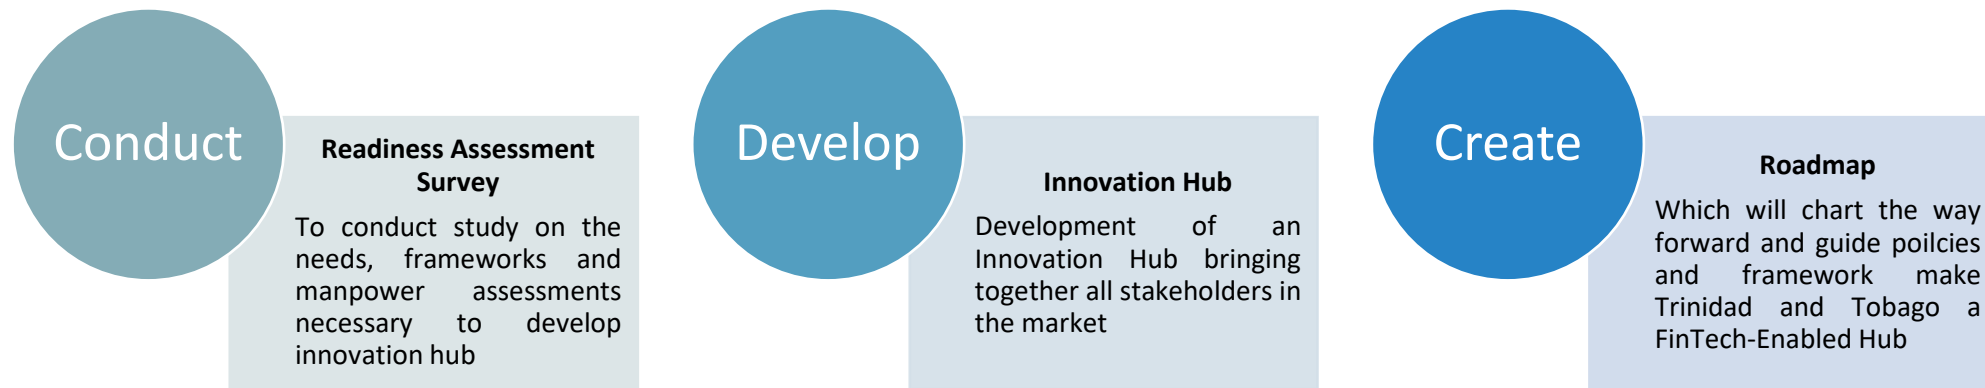 Conduct
Readiness Assessment
Survey
To conduct study on the
needs, frameworks and
manpower assessments
necessary to develop
innovation hub
Develop
Innovation Hub
Development of an
Innovation Hub bringing
together all stakeholders in
the market
Create
Roadmap
Which will chart the way
forward and guide poilcies
and framework make
Trinidad and Tobago a
FinTech-Enabled Hub